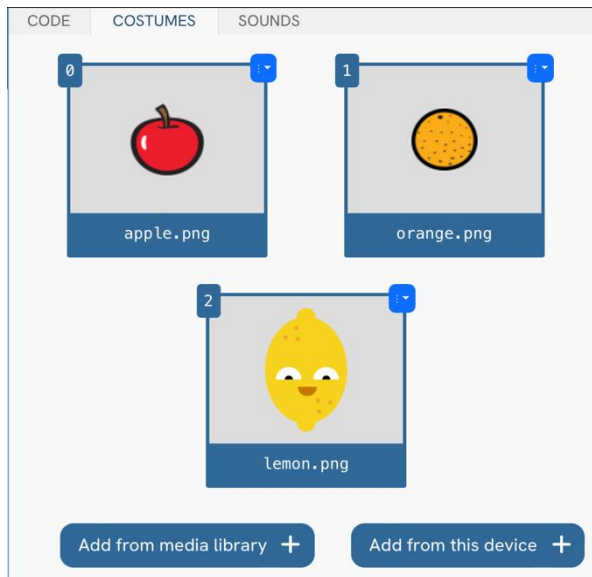 CODE COSTUMES SOUNDS
0 1
apple.png orange.png
2
lemon.png
Add from media library + Add from this device +